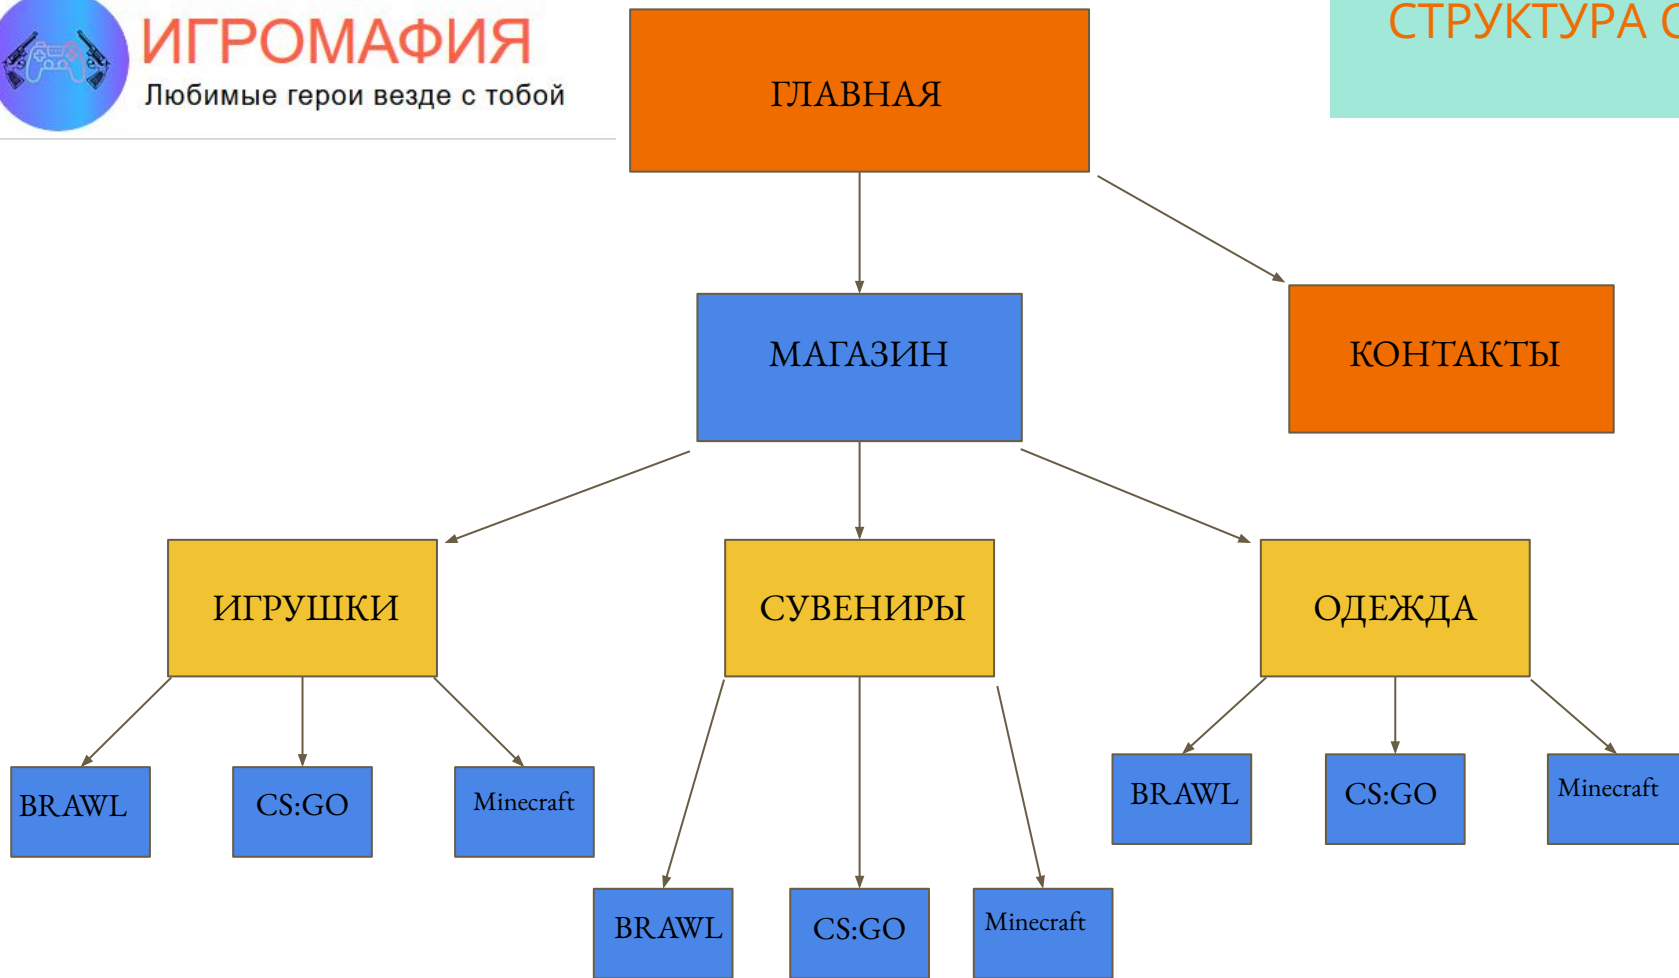 ИГРОМАФИЯ
Любимые герои везде с тобой
СТРУКТУРА
ГЛАВНАЯ
МАГАЗИН
КОНТАКТЫ
ИГРУШКИ
СУВЕНИРЫ
ОДЕЖДА
BRAWL
CS:GO
Minecraft
BRAWL
CS:GO
Minecraft
BRAWL
CS:GO
Minecraft